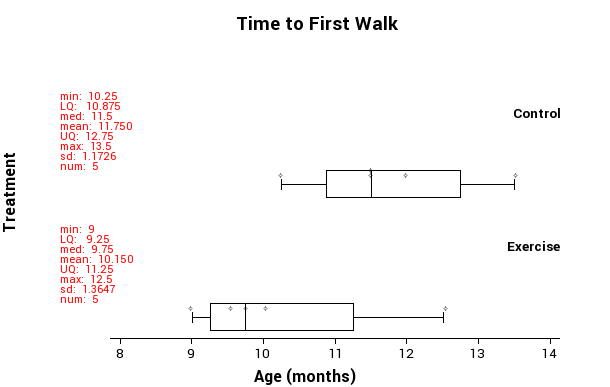 Time to First Walk
min: 10.25
LQ: 10.875
med: 11.5
mean: 11.750
UQ: 12.75
max: 13.5
sd: 1.1726
num: 5
Control
Treatment
min: 9
LQ: 9.25
med: 9.75
mean: 10.150
UQ: 11.25
max: 12.5
sd: 1.3647
num: 5
Exercise
8 9 10 11 12 13 14
Age (months)